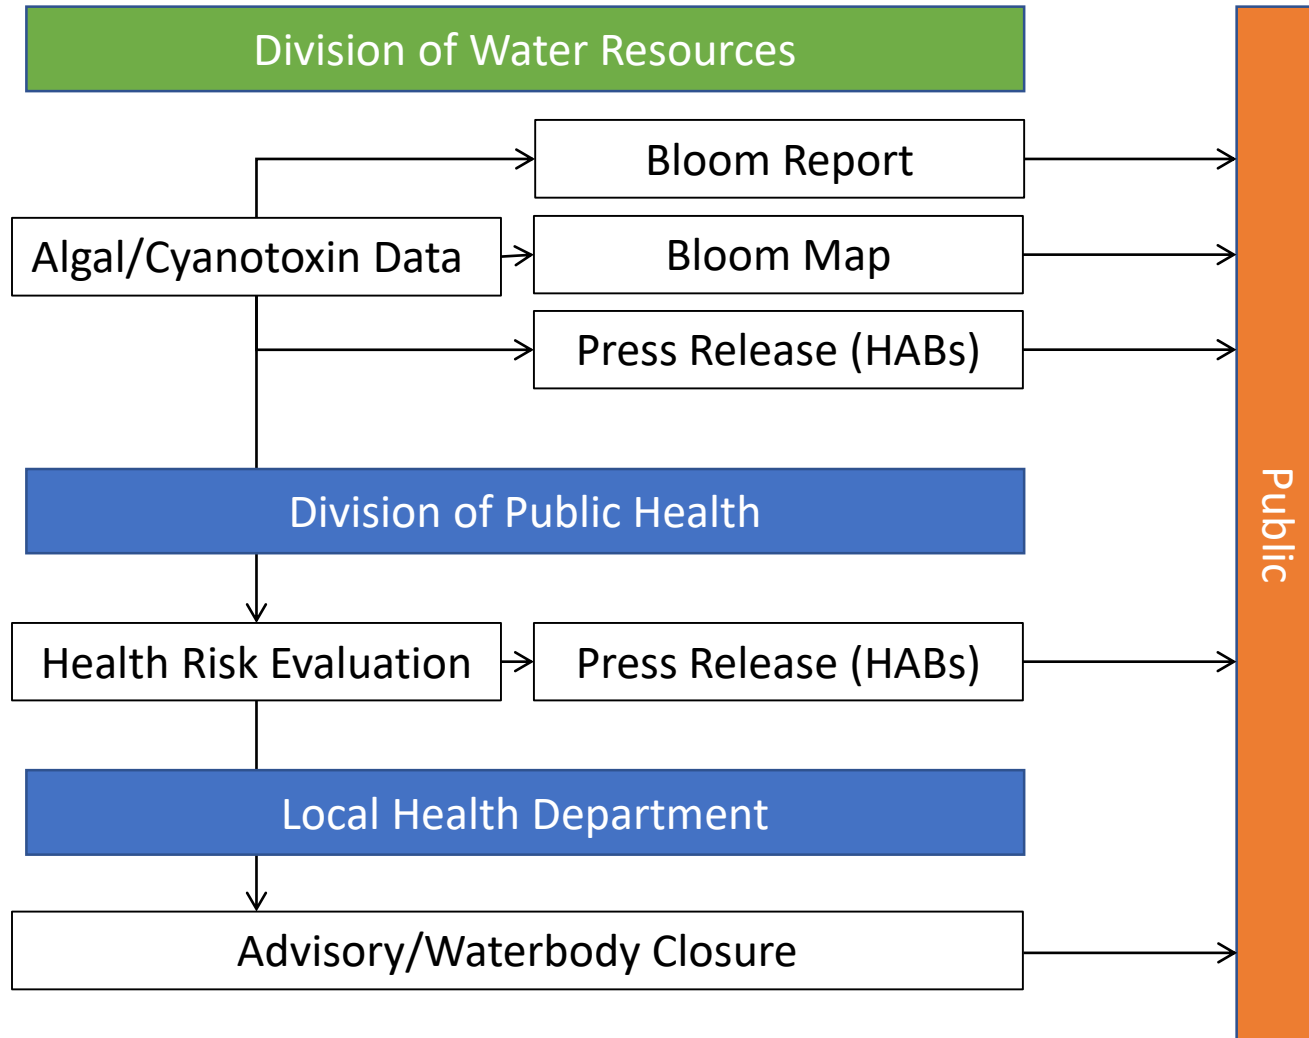 Division of Water Resources
Bloom Report
Algal/Cyanotoxin Data
Bloom Map
Press Release (HABs)
Division of Public Health
Public
Health Risk Evaluation
Press Release (HABs)
Local Health Department
Advisory/Waterbody Closure